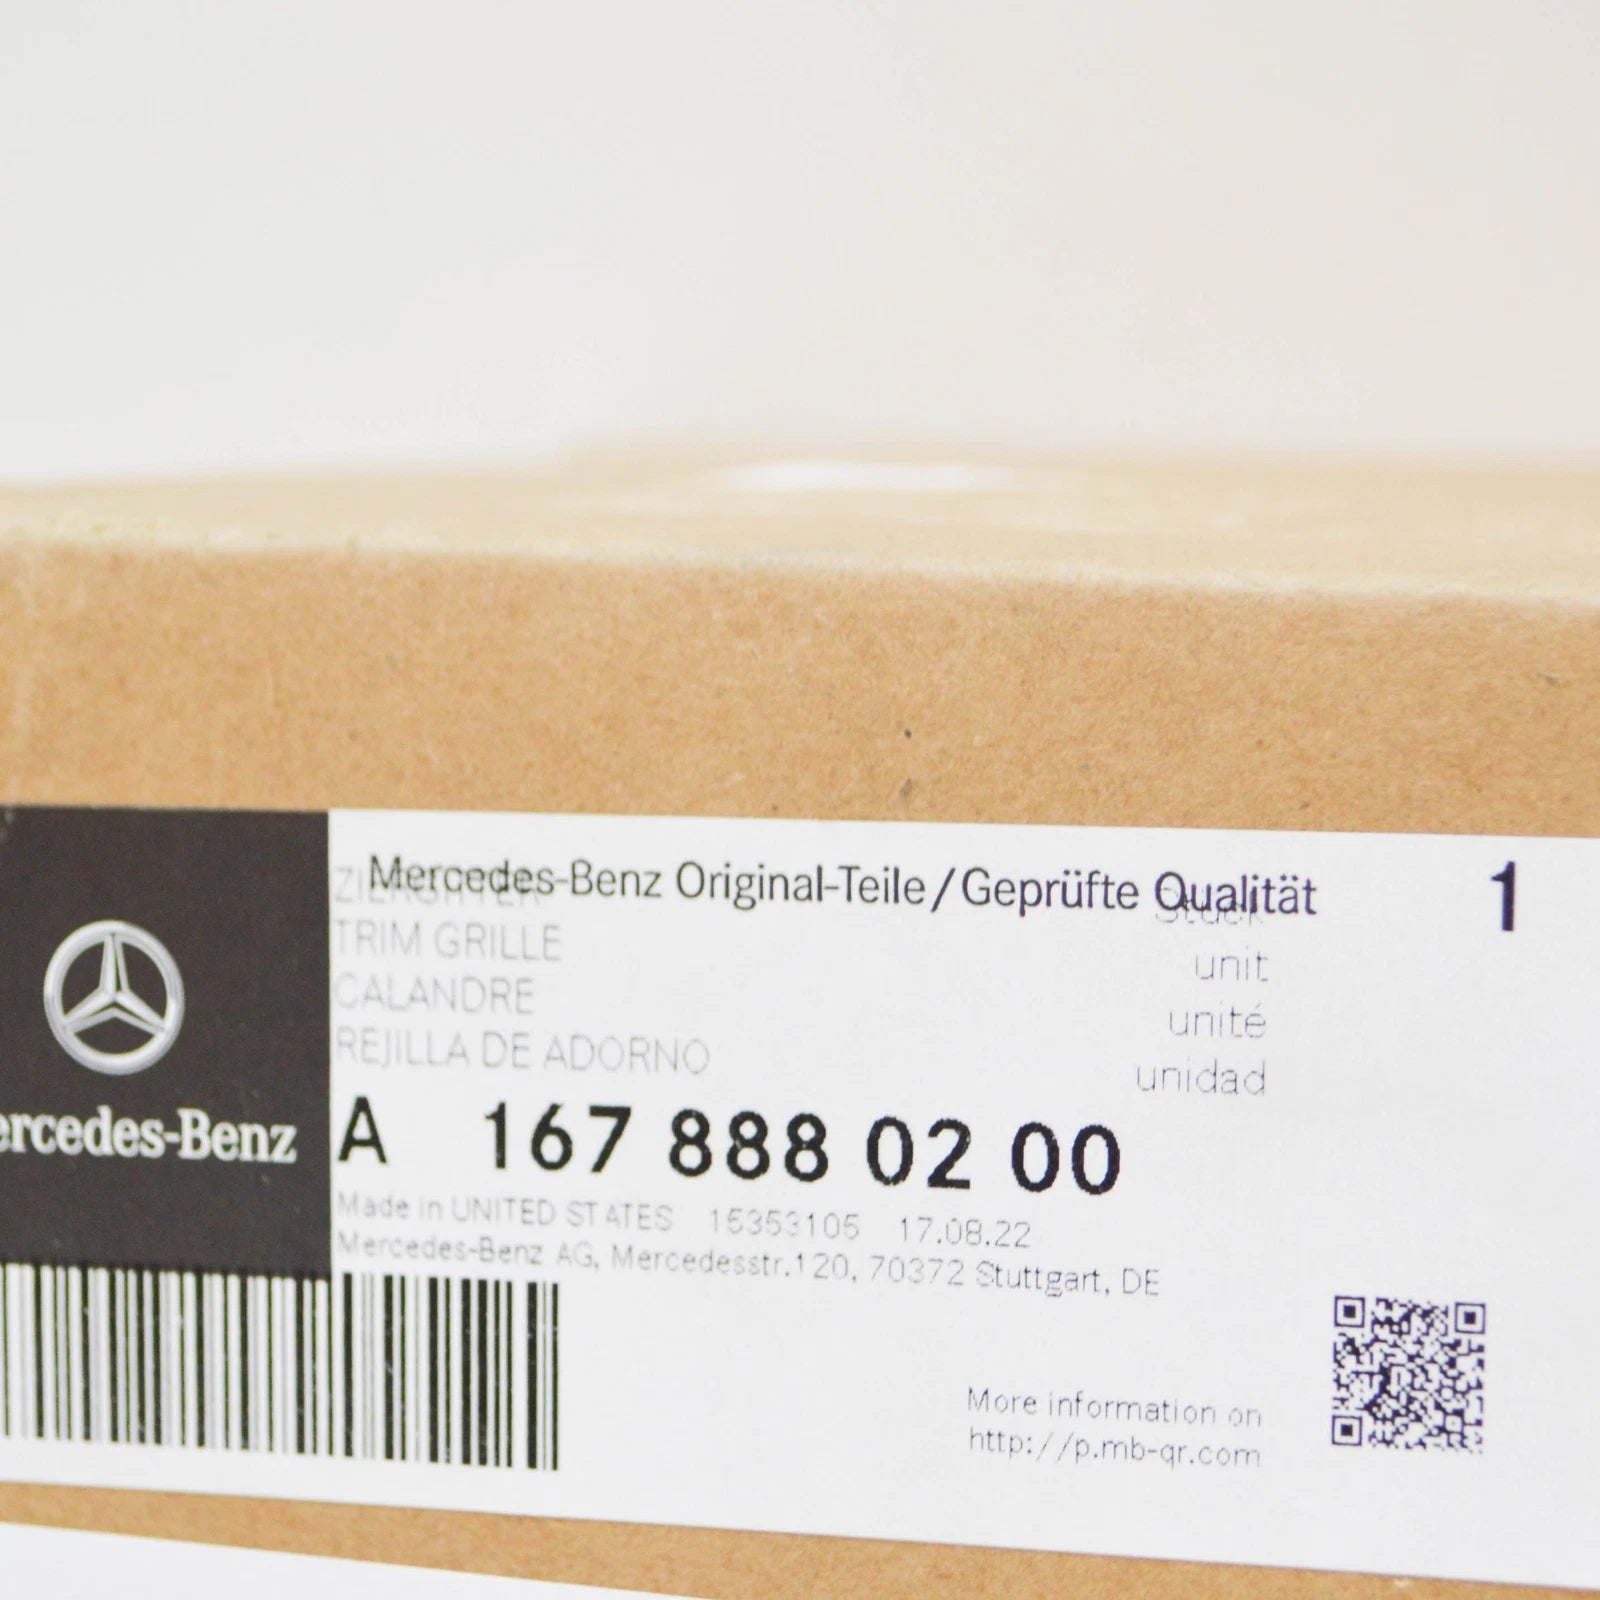 Mercedes-Benz Original-Teile/Geprüfte Qualität
1
ZIERGITTER
Stück
TRIM GRILLE
unit
CALANDRE
unité
REJILLA DE ADORNO
unidad
ercedes-Benz
A 167 888 02 00
Made in UNITED STATES 15353105 17.08.22
Mercedes-Benz AG, Mercedesstr.120, 70372 Stuttgart, DE
More information on
http://p.mb-qr.com